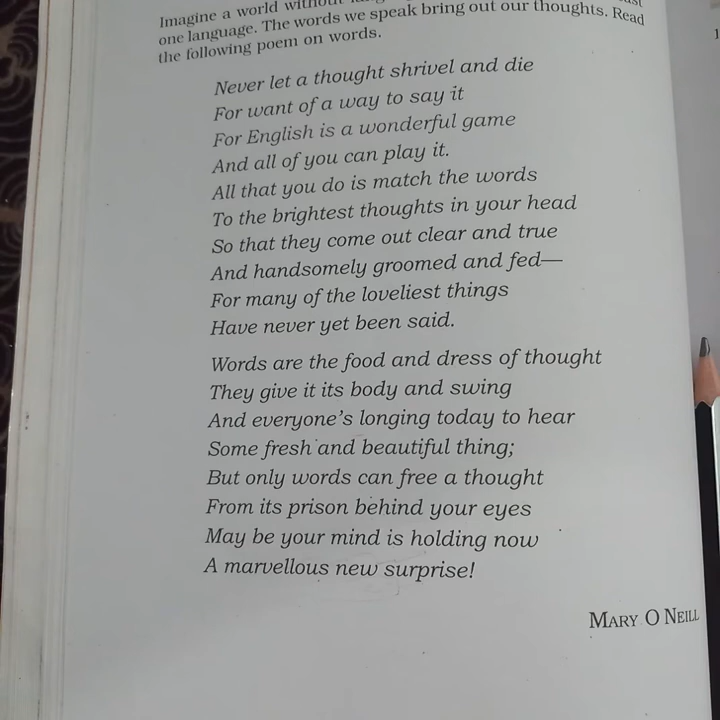 Imagine a world without
one language. The words we speak bring out our thoughts. Read
the following poem on words.
Never let a thought shrivel and die
For want of a way to say it
For English is a wonderful game
And all of you can play it.
All that you do is match the words
To the brightest thoughts in your head
So that they come out clear and true
And handsomely groomed and fed—
For many of the loveliest things
Have never yet been said.
Words are the food and dress of thought
They give it its body and swing
And everyone's longing today to hear
Some fresh and beautiful thing;
But only words can free a thought
From its prison behind your eyes
May be your mind is holding now
A marvellous new surprise!
MARY O NEILL